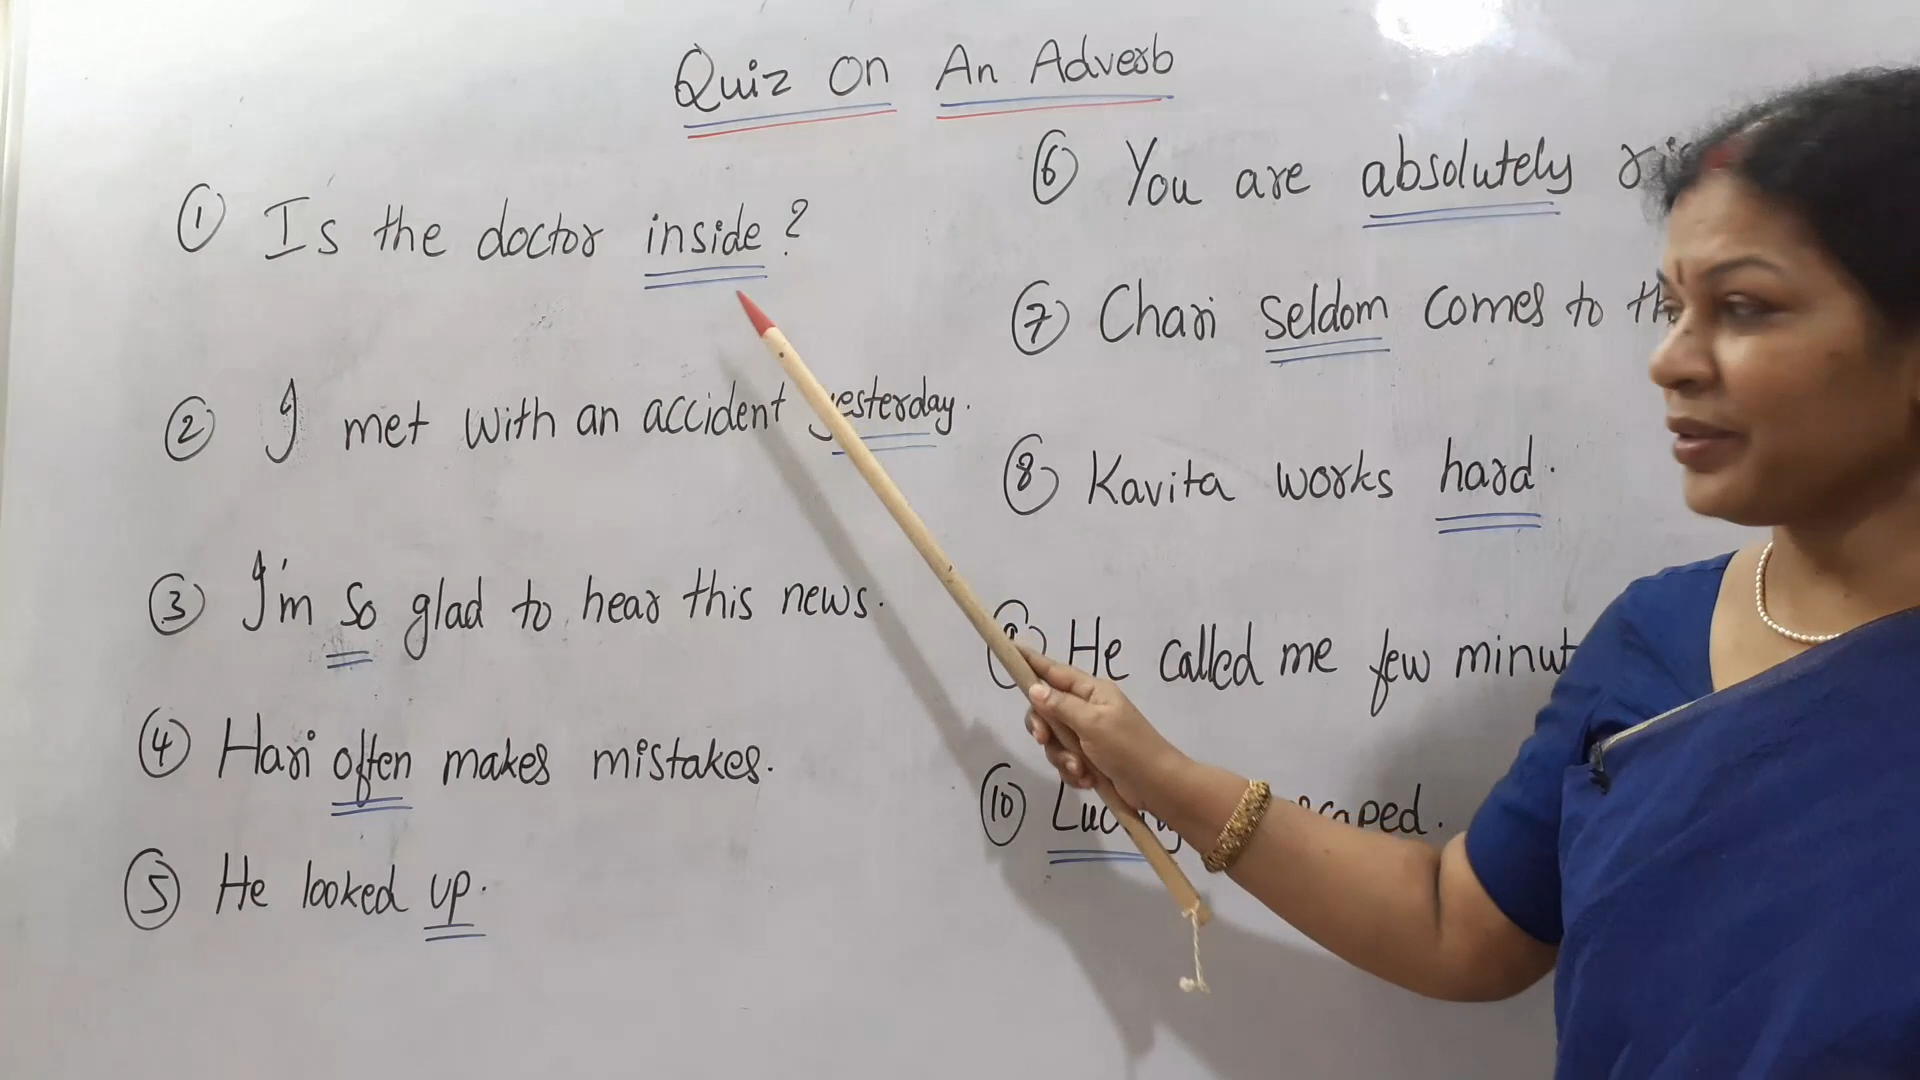 Quiz On An Adverb
① Is the doctor inside?
② I met with an accident yesterday.
③ I'm so glad to hear this news.
④ Hari often makes mistakes.
⑤ He looked up.
⑥ You are absolutely
⑦ Chari seldom comes to
⑧ Kavita works hard.
He called me few
⑩